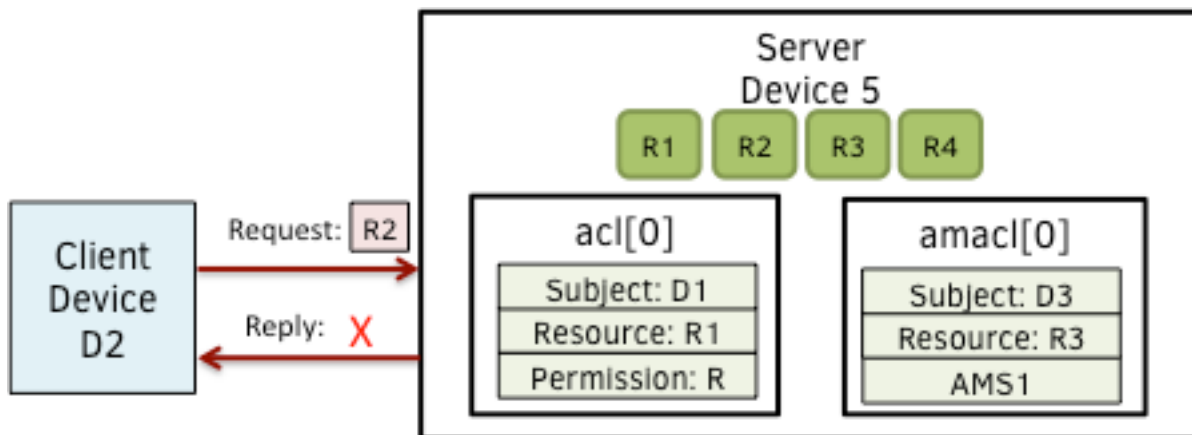 Server
Device 5
R1 R2 R3 R4
Client
Device
D2
Request: R2
Reply: X
acl[0]
Subject: D1
Resource: R1
Permission: R
amacl[0]
Subject: D3
Resource: R3
AMS1